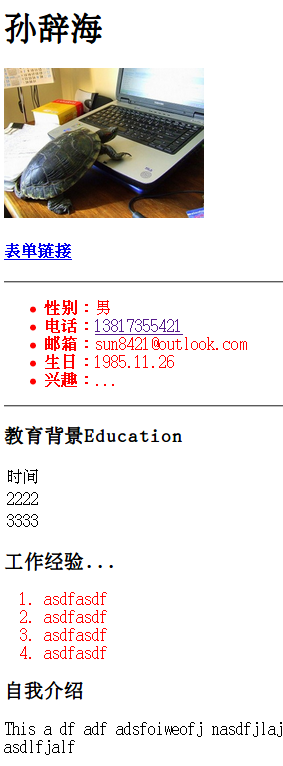 孙辞海
表单链接
性别：男
电话：13817355421
邮箱：sun8421@outlook.com
生日：1985.11.26
兴趣：...
教育背景Education
时间
2222
3333
工作经验...
1. asdfasdf
2. asdfasdf
3. asdfasdf
4. asdfasdf
自我介绍
This a df adf adsfoiweofj nasdfjlaj
asdlfjalf